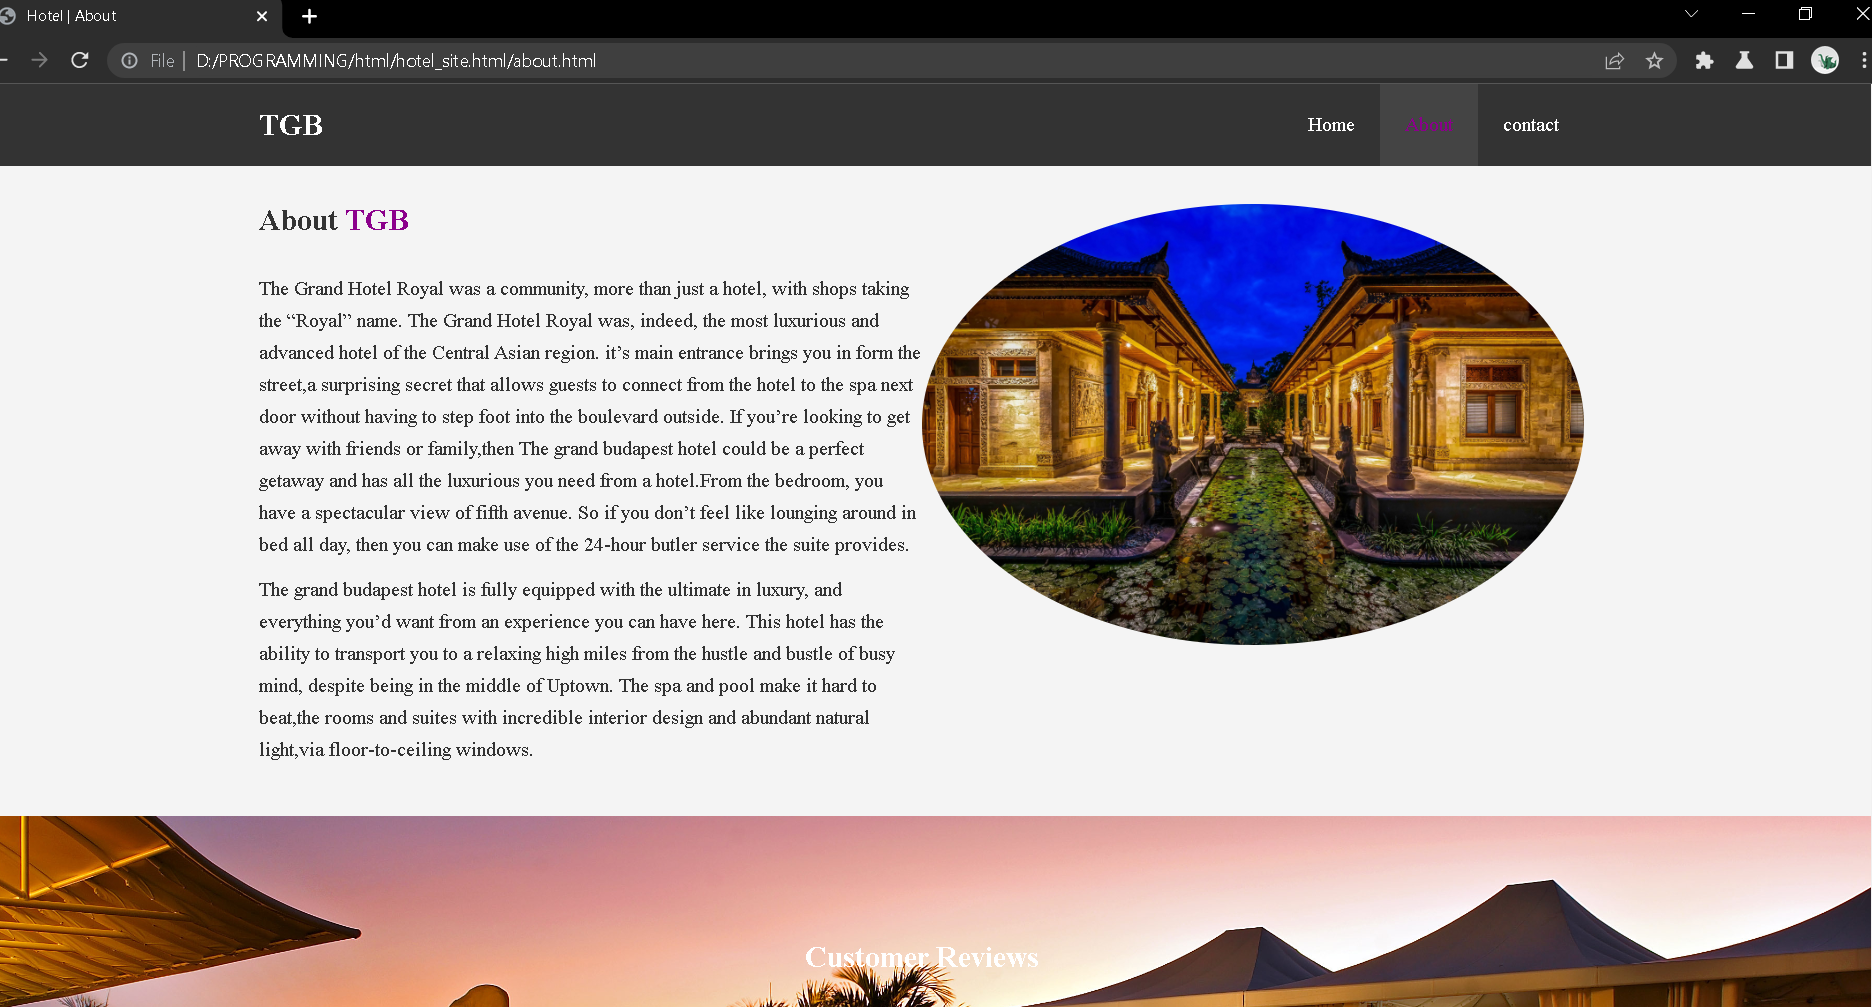 Hotel | About
File | D:/PROGRAMMING/html/hotel_site.html/about.html
TGB
Home About contact
About TGB
The Grand Hotel Royal was a community, more than just a hotel, with shops taking
the “Royal” name. The Grand Hotel Royal was, indeed, the most luxurious and
advanced hotel of the Central Asian region. it’s main entrance brings you in form the
street,a surprising secret that allows guests to connect from the hotel to the spa next
door without having to step foot into the boulevard outside. If you’re looking to get
away with friends or family,then The grand budapest hotel could be a perfect
getaway and has all the luxurious you need from a hotel.From the bedroom, you
have a spectacular view of fifth avenue. So if you don’t feel like lounging around in
bed all day, then you can make use of the 24-hour butler service the suite provides.
The grand budapest hotel is fully equipped with the ultimate in luxury, and
everything you’d want from an experience you can have here. This hotel has the
ability to transport you to a relaxing high miles from the hustle and bustle of busy
mind, despite being in the middle of Uptown. The spa and pool make it hard to
beat,the rooms and suites with incredible interior design and abundant natural
light,via floor-to-ceiling windows.
Customer Reviews